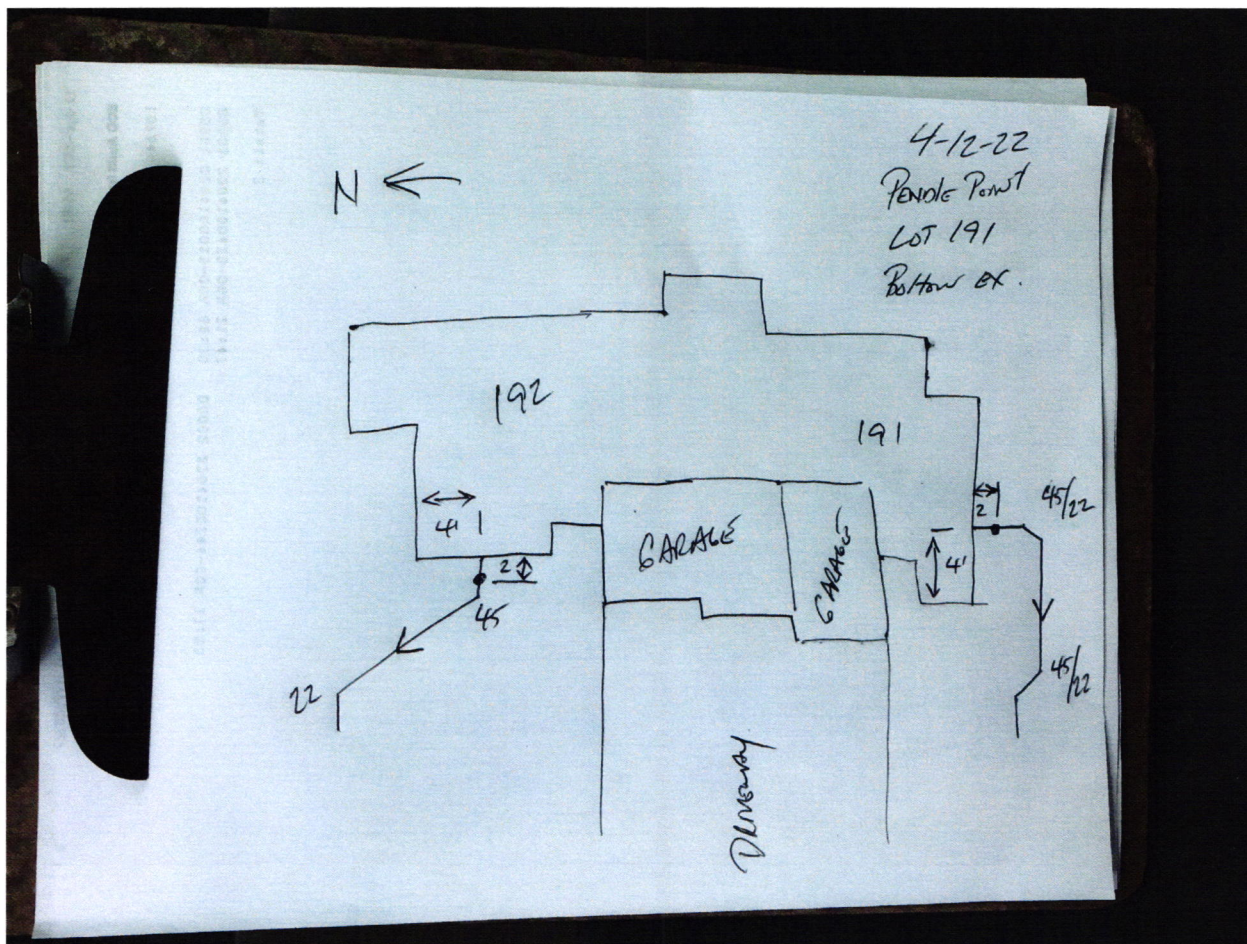 4-12-22
PENDLE POINT
LOT 191
BOTTOM EX.
N
192
191
4'
2
45
22
GARAGE
GARAGE
2
4'
45/22
45/22
DRIVEWAY